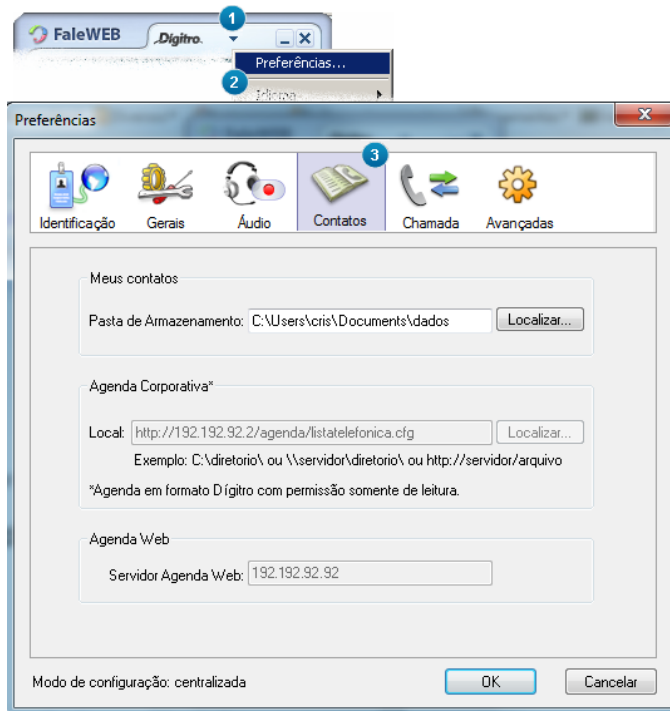 1
FaleWEB Dígitro
Preferências...
2
Idioma
Preferências
3
Identificação Gerais Áudio Contatos Chamada Avançadas
Meus contatos
Pasta de Armazenamento: C:\Users\cris\Documents\dados Localizar...
Agenda Corporativa*
Local: http://192.192.92.2/agenda/listatelefonica.cfg Localizar...
Exemplo: C:\diretorio\ ou \\servidor\diretorio\ ou http://servidor/arquivo
*Agenda em formato Dígitro com permissão somente de leitura.
Agenda Web
Servidor Agenda Web: 192.192.92.92
Modo de configuração: centralizada OK Cancelar